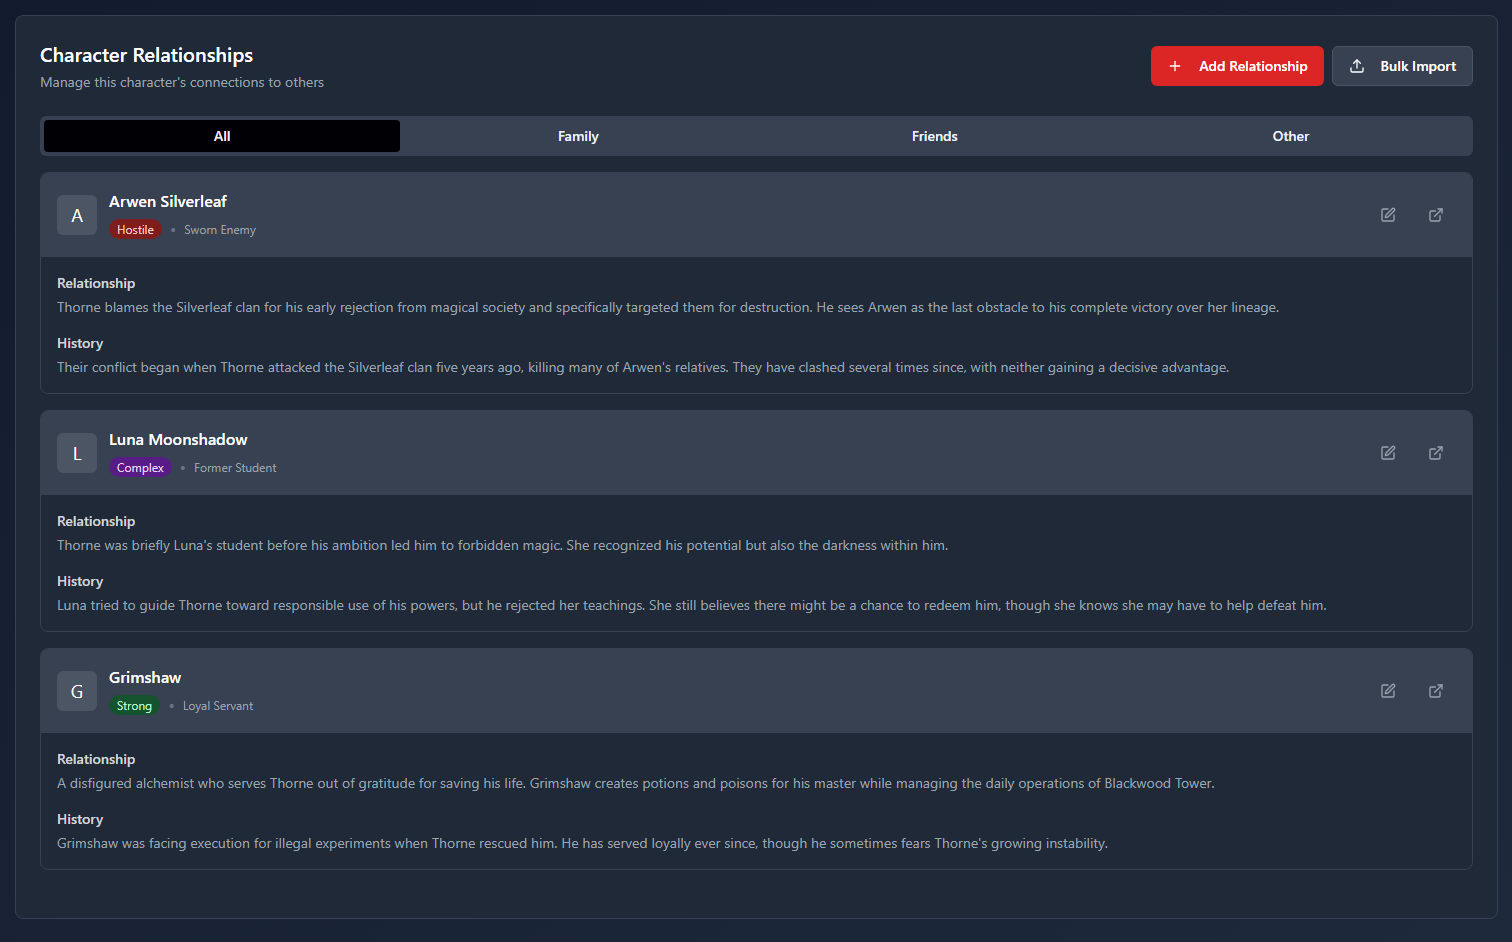 Character Relationships
Manage this character's connections to others
Add Relationship
Bulk Import
All
Family
Friends
Other
A
Arwen Silverleaf
Hostile • Sworn Enemy
Relationship
Thorne blames the Silverleaf clan for his early rejection from magical society and specifically targeted them for destruction. He sees Arwen as the last obstacle to his complete victory over her lineage.
History
Their conflict began when Thorne attacked the Silverleaf clan five years ago, killing many of Arwen's relatives. They have clashed several times since, with neither gaining a decisive advantage.
L
Luna Moonshadow
Complex • Former Student
Relationship
Thorne was briefly Luna's student before his ambition led him to forbidden magic. She recognized his potential but also the darkness within him.
History
Luna tried to guide Thorne toward responsible use of his powers, but he rejected her teachings. She still believes there might be a chance to redeem him, though she knows she may have to help defeat him.
G
Grimshaw
Strong • Loyal Servant
Relationship
A disfigured alchemist who serves Thorne out of gratitude for saving his life. Grimshaw creates potions and poisons for his master while managing the daily operations of Blackwood Tower.
History
Grimshaw was facing execution for illegal experiments when Thorne rescued him. He has served loyally ever since, though he sometimes fears Thorne's growing instability.